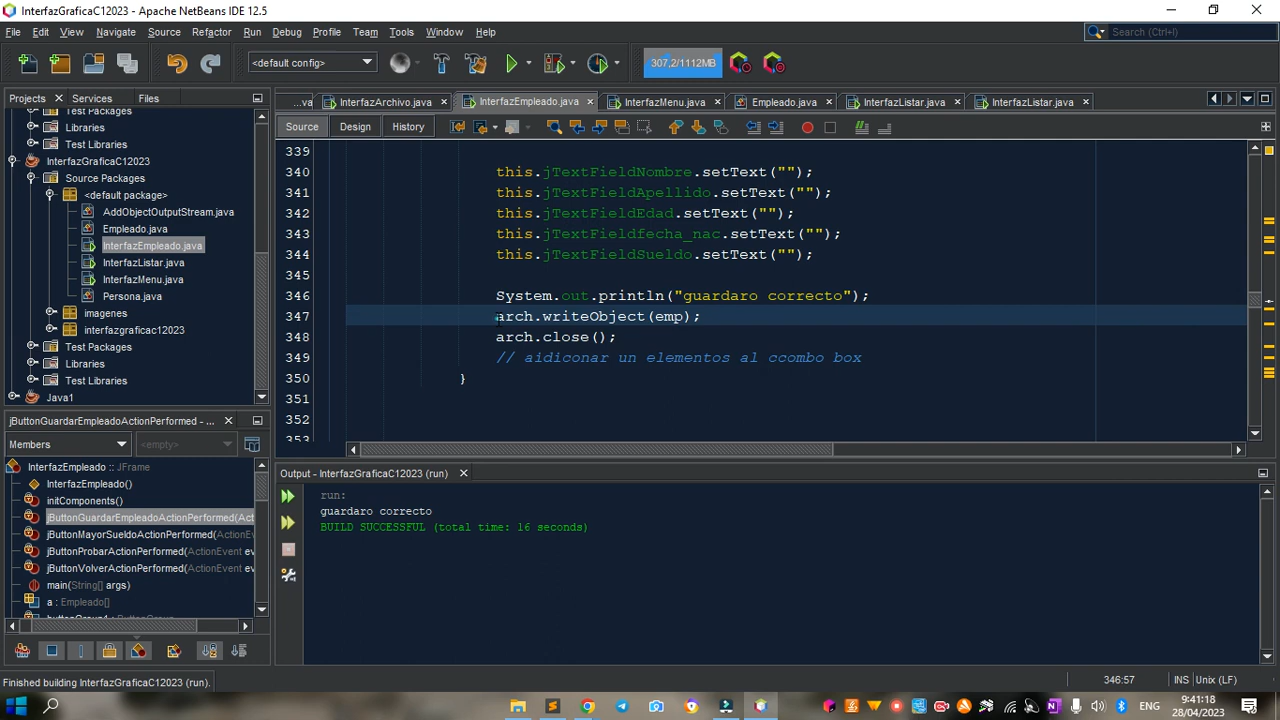 InterfazGraficaC12023 - Apache NetBeans IDE 12.5
File Edit View Navigate Source Refactor Run Debug Profile Team Tools Window Help
Search (Ctrl+I)
<default config>
307,2/1112MB
Projects Services Files
...va InterfazArchivo.java InterfazEmpleado.java InterfazMenu.java Empleado.java InterfazListar.java InterfazListar.java
Source Design History
Test Packages
Libraries
Test Libraries
InterfazGraficaC12023
Source Packages
<default package>
AddObjectOutputStream.java
Empleado.java
InterfazEmpleado.java
InterfazListar.java
InterfazMenu.java
Persona.java
imagenes
interfazgraficac12023
Test Packages
Libraries
Test Libraries
Java1
339
340 this.jTextFieldNombre.setText("");
341 this.jTextFieldApellido.setText("");
342 this.jTextFieldEdad.setText("");
343 this.jTextFieldfecha_nac.setText("");
344 this.jTextFieldSueldo.setText("");
345
346 System.out.println("guardaro correcto");
347 arch.writeObject(emp);
348 arch.close();
349 // aidiconar un elementos al ccombo box
350 }
351
352
353
jButtonGuardarEmpleadoActionPerformed - ...
Members <empty>
InterfazEmpleado :: JFrame
InterfazEmpleado()
initComponents()
jButtonGuardarEmpleadoActionPerformed(Act
jButtonMayorSueldoActionPerformed(ActionE
jButtonProbarActionPerformed(ActionEvent ev
jButtonVolverActionPerformed(ActionEvent ev
main(String[] args)
a : Empleado[]
buttonGroup1 : ButtonGroup
Output - InterfazGraficaC12023 (run)
run:
guardaro correcto
BUILD SUCCESSFUL (total time: 16 seconds)
Finished building InterfazGraficaC12023 (run).
346:57 INS Unix (LF)
ENG
9:41:18
28/04/2023